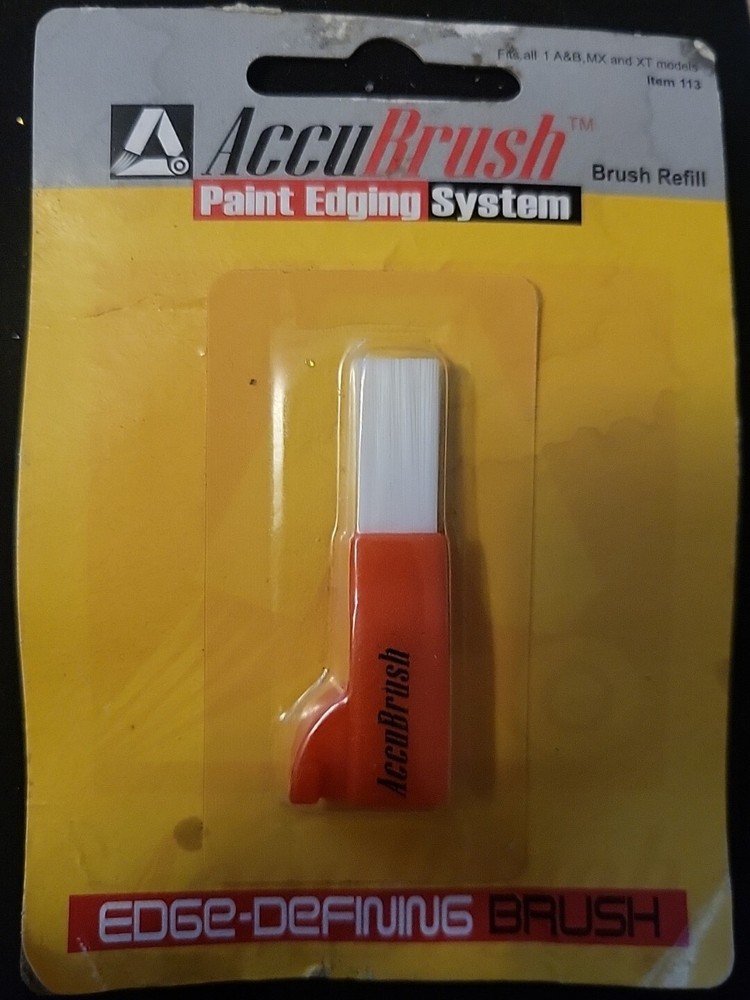 Fits all 1 A&B,MX and XT models
Item 113
AccuBrush™
Brush Refill
Paint Edging System
AccuBrush
EDGE-DEFINING BRUSH